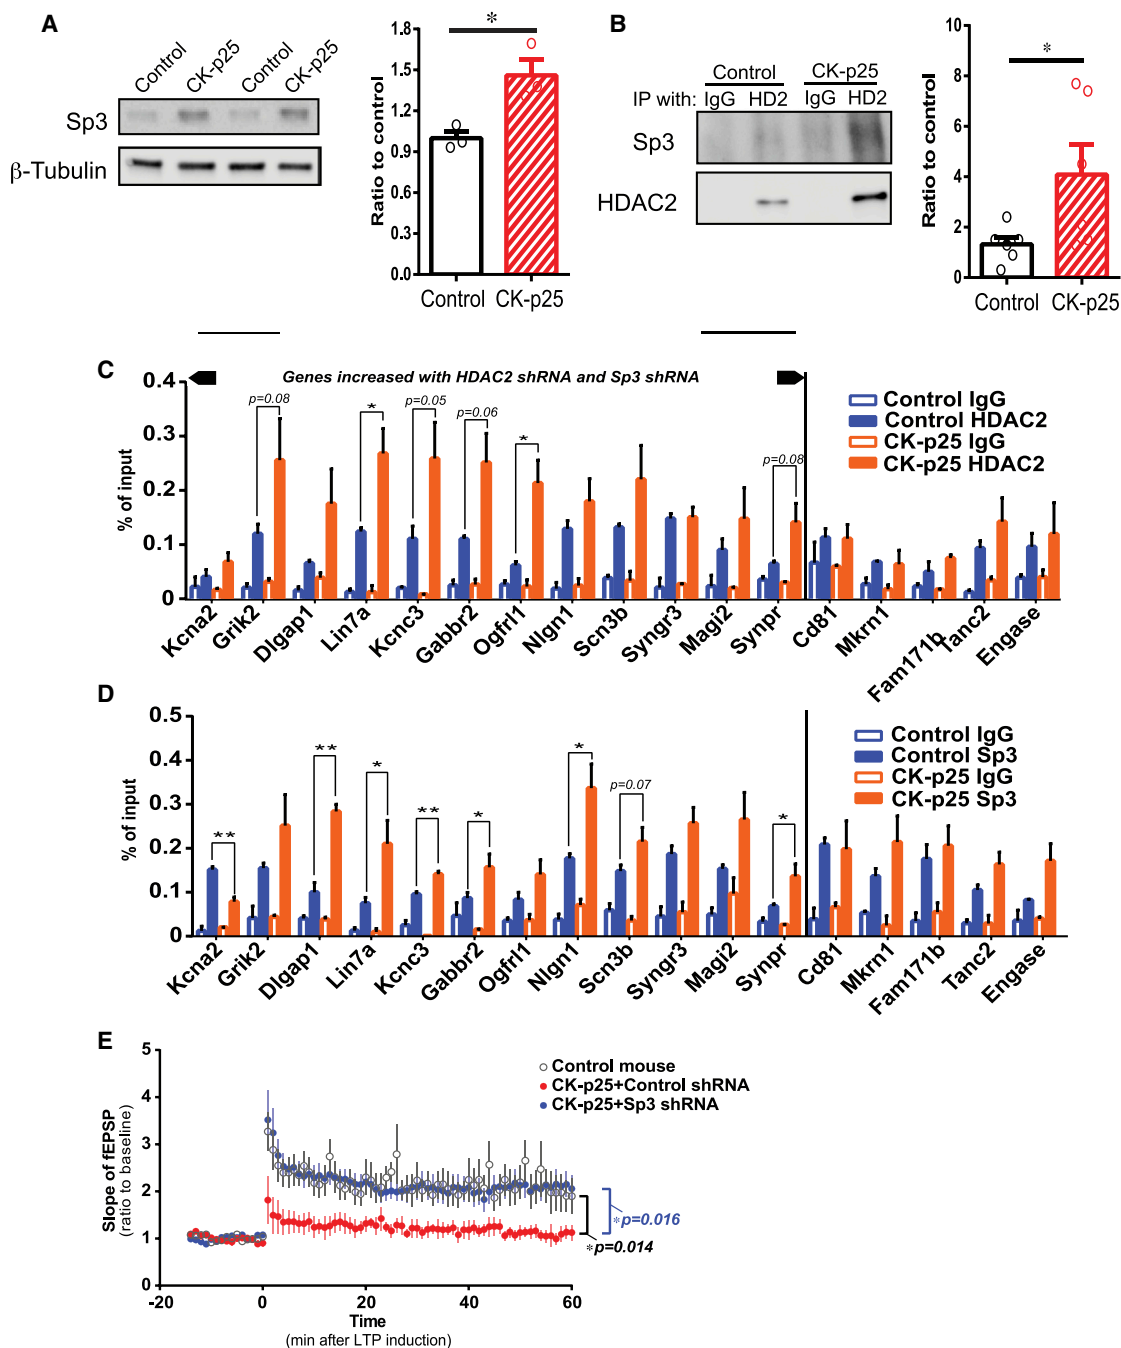 A
Control
CK-p25
Control
CK-p25
Sp3
β-Tubulin
Ratio to control
1.8
1.5
1.2
0.9
0.6
0.3
0.0
*
Control CK-p25
B
Control CK-p25
IP with: IgG HD2 IgG HD2
Sp3
HDAC2
Ratio to control
10
8
6
4
2
0
*
Control CK-p25
C
Genes increased with HDAC2 shRNA and Sp3 shRNA
% of input
0.4
0.3
0.2
0.1
0
p=0.08
*
p=0.05
p=0.06
*
p=0.08
Control IgG
Control HDAC2
CK-p25 IgG
CK-p25 HDAC2
Kcna2 Grik2 Dlgap1 Lin7a Kcnc3 Gabbr2 Ogfrl1 Nlgn1 Scn3b Syngr3 Magi2 Synpr Cd81 Mkrn1 Fam171b Tanc2 Engase
D
% of input
0.5
0.4
0.3
0.2
0.1
0
**
**
*
**
*
*
p=0.07
*
Control IgG
Control Sp3
CK-p25 IgG
CK-p25 Sp3
Kcna2 Grik2 Dlgap1 Lin7a Kcnc3 Gabbr2 Ogfrl1 Nlgn1 Scn3b Syngr3 Magi2 Synpr Cd81 Mkrn1 Fam171b Tanc2 Engase
E
Slope of fEPSP
(ratio to baseline)
5
4
3
2
1
0
Control mouse
CK-p25+Control shRNA
CK-p25+Sp3 shRNA
*p=0.016
*p=0.014
-20 0 20 40 60
Time
(min after LTP induction)